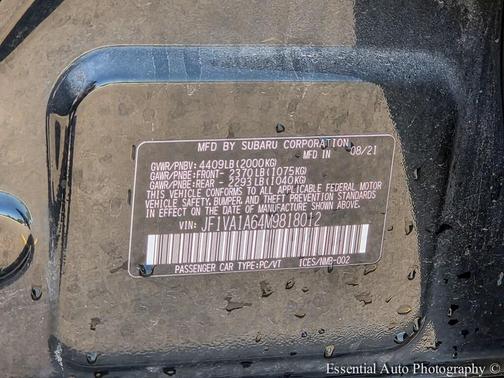 MFD BY SUBARU CORPORATION
MFD IN 08/21
GVWR/PNBV: 4409LB(2000KG)
GAWR/PNBE:FRONT- 2370LB(1075KG)
GAWR/PNBE:REAR - 2293LB(1040KG)
THIS VEHICLE CONFORMS TO ALL APPLICABLE FEDERAL MOTOR
VEHICLE SAFETY,BUMPER AND THEFT PREVENTION STANDARDS
IN EFFECT ON THE DATE OF MANUFACTURE SHOWN ABOVE.
VIN: JF1VA1A64M9818012
PASSENGER CAR TYPE:PC/VT ICES/NMB-002
Essential Auto Photography ©